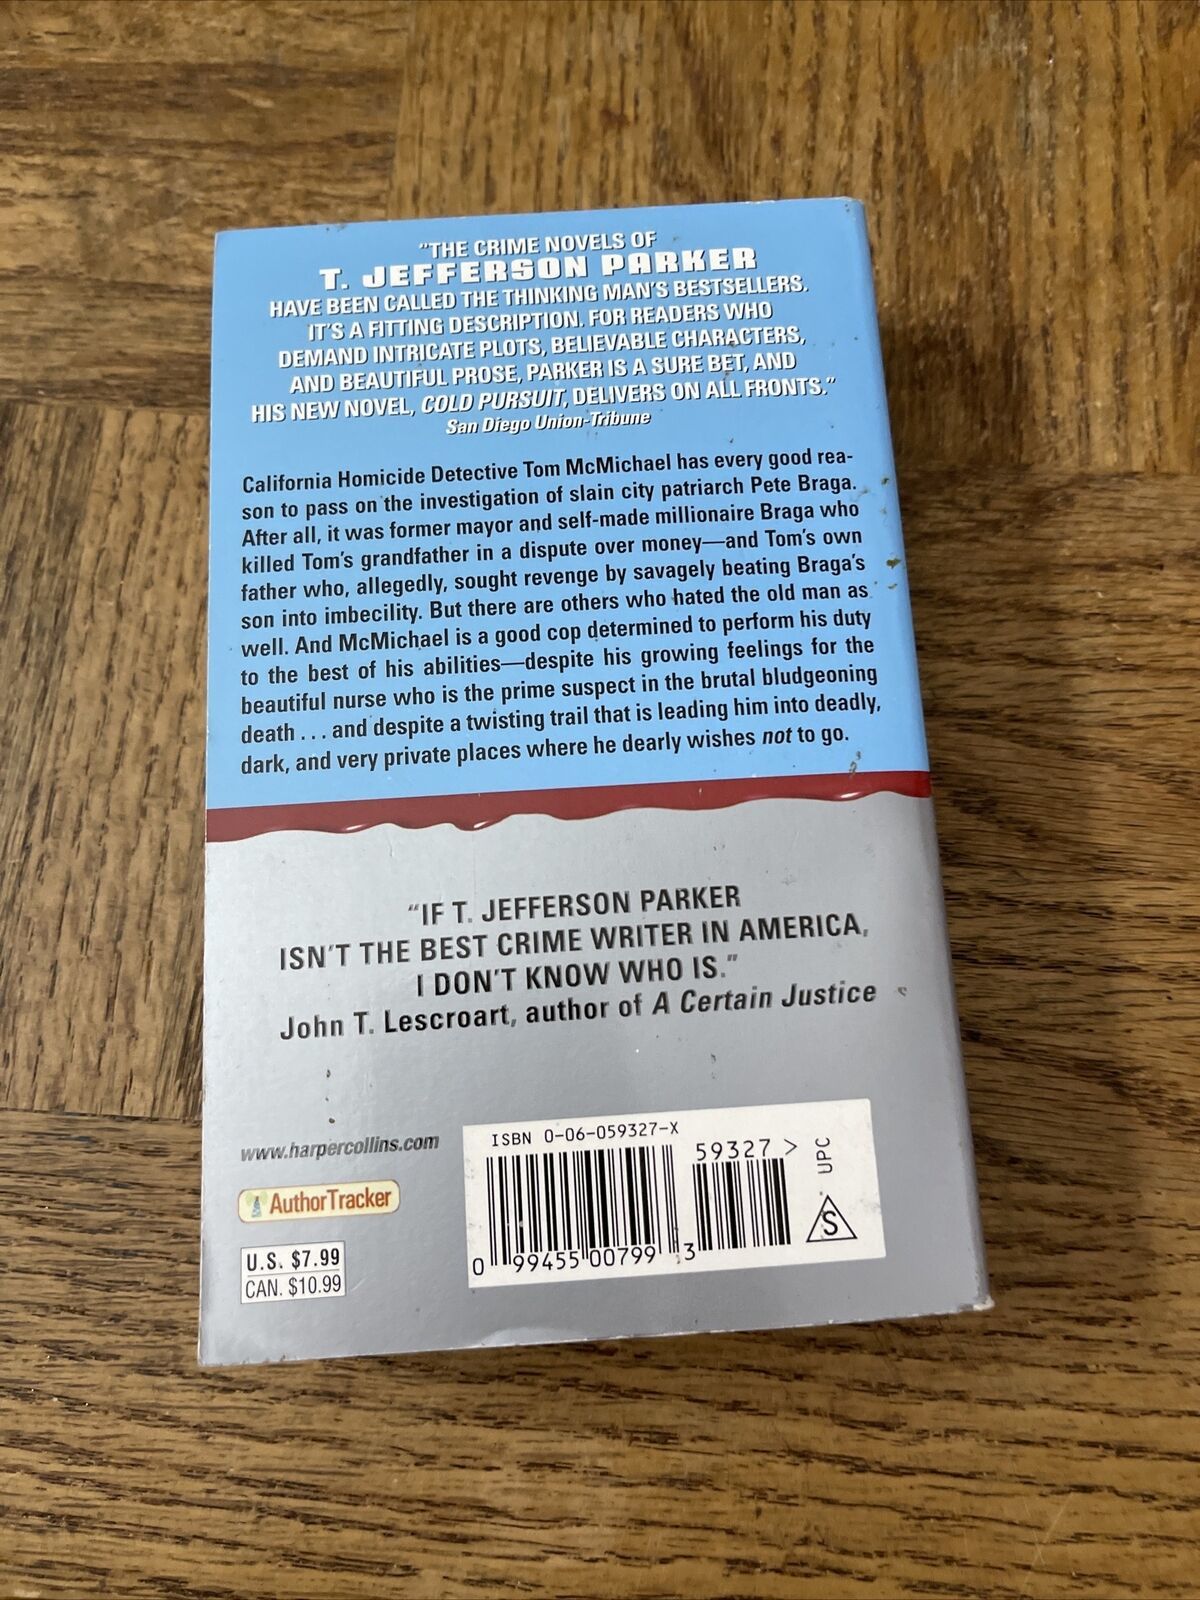 "THE CRIME NOVELS OF
T. JEFFERSON PARKER
HAVE BEEN CALLED THE THINKING MAN'S BESTSELLERS.
IT'S A FITTING DESCRIPTION. FOR READERS WHO
DEMAND INTRICATE PLOTS, BELIEVABLE CHARACTERS,
AND BEAUTIFUL PROSE, PARKER IS A SURE BET, AND
HIS NEW NOVEL, COLD PURSUIT, DELIVERS ON ALL FRONTS."
San Diego Union-Tribune
California Homicide Detective Tom McMichael has every good rea-
son to pass on the investigation of slain city patriarch Pete Braga.
After all, it was former mayor and self-made millionaire Braga who
killed Tom's grandfather in a dispute over money—and Tom's own
father who, allegedly, sought revenge by savagely beating Braga's
son into imbecility. But there are others who hated the old man as
well. And McMichael is a good cop determined to perform his duty
to the best of his abilities—despite his growing feelings for the
beautiful nurse who is the prime suspect in the brutal bludgeoning
death . . . and despite a twisting trail that is leading him into deadly,
dark, and very private places where he dearly wishes not to go.
"IF T. JEFFERSON PARKER
ISN'T THE BEST CRIME WRITER IN AMERICA,
I DON'T KNOW WHO IS."
John T. Lescroart, author of A Certain Justice
www.harpercollins.com
AuthorTracker
U.S. $7.99
CAN. $10.99
ISBN 0-06-059327-X
59327 >
UPC
S
0 99455 00799 3